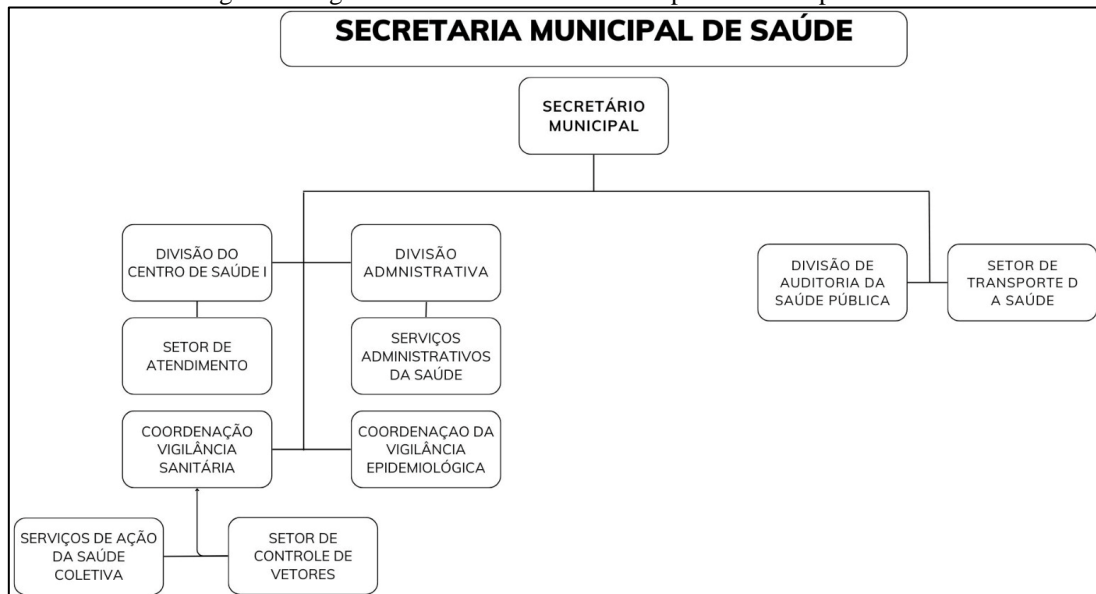 SECRETARIA MUNICIPAL DE SAÚDE
SECRETÁRIO
MUNICIPAL
DIVISÃO DO
CENTRO DE SAÚDE I
DIVISÃO
ADMNISTRATIVA
DIVISÃO DE
AUDITORIA DA
SAÚDE PÚBLICA
SETOR DE
TRANSPORTE D
A SAÚDE
SETOR DE
ATENDIMENTO
SERVIÇOS
ADMINISTRATIVOS
DA SAÚDE
COORDENAÇÃO
VIGILÂNCIA
SANITÁRIA
COORDENAÇAO DA
VIGILÂNCIA
EPIDEMIOLÓGICA
SERVIÇOS DE AÇÃO
DA SAÚDE
COLETIVA
SETOR DE
CONTROLE DE
VETORES